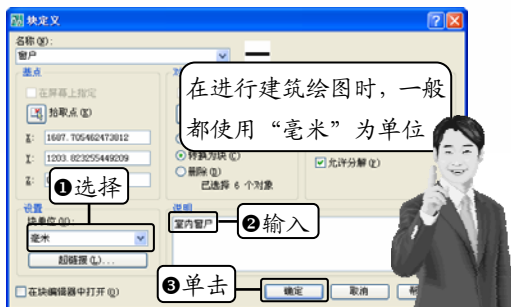 块定义
名称(N):
窗户
基点
在屏幕上指定
拾取点(K)
X: 1687.705462473812
Y: 1203.823255449209
Z:
在进行建筑绘图时，一般
都使用“毫米”为单位
转换为块(C)
删除(D)
已选择 6 个对象
允许分解(P)
❶选择
设置
块单位(U):
毫米
超链接(L)...
说明
室内窗户
❷输入
在块编辑器中打开(O)
❸单击
确定
取消